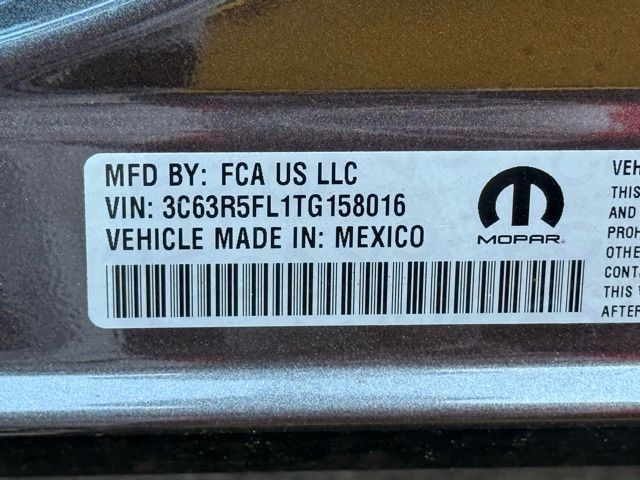 MFD BY: FCA US LLC
VIN: 3C63R5FL1TG158016
VEHICLE MADE IN: MEXICO
MOPAR
VEH
THIS
AND
PROH
OTHE
CONT
THIS V
AFTER